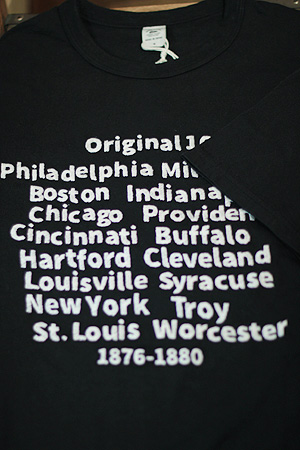 Original
Philadelphia
Boston
Chicago
Cincinnati Buffalo
Hartford Cleveland
Louisville Syracuse
New York Troy
St. Louis Worcester
1876-1880